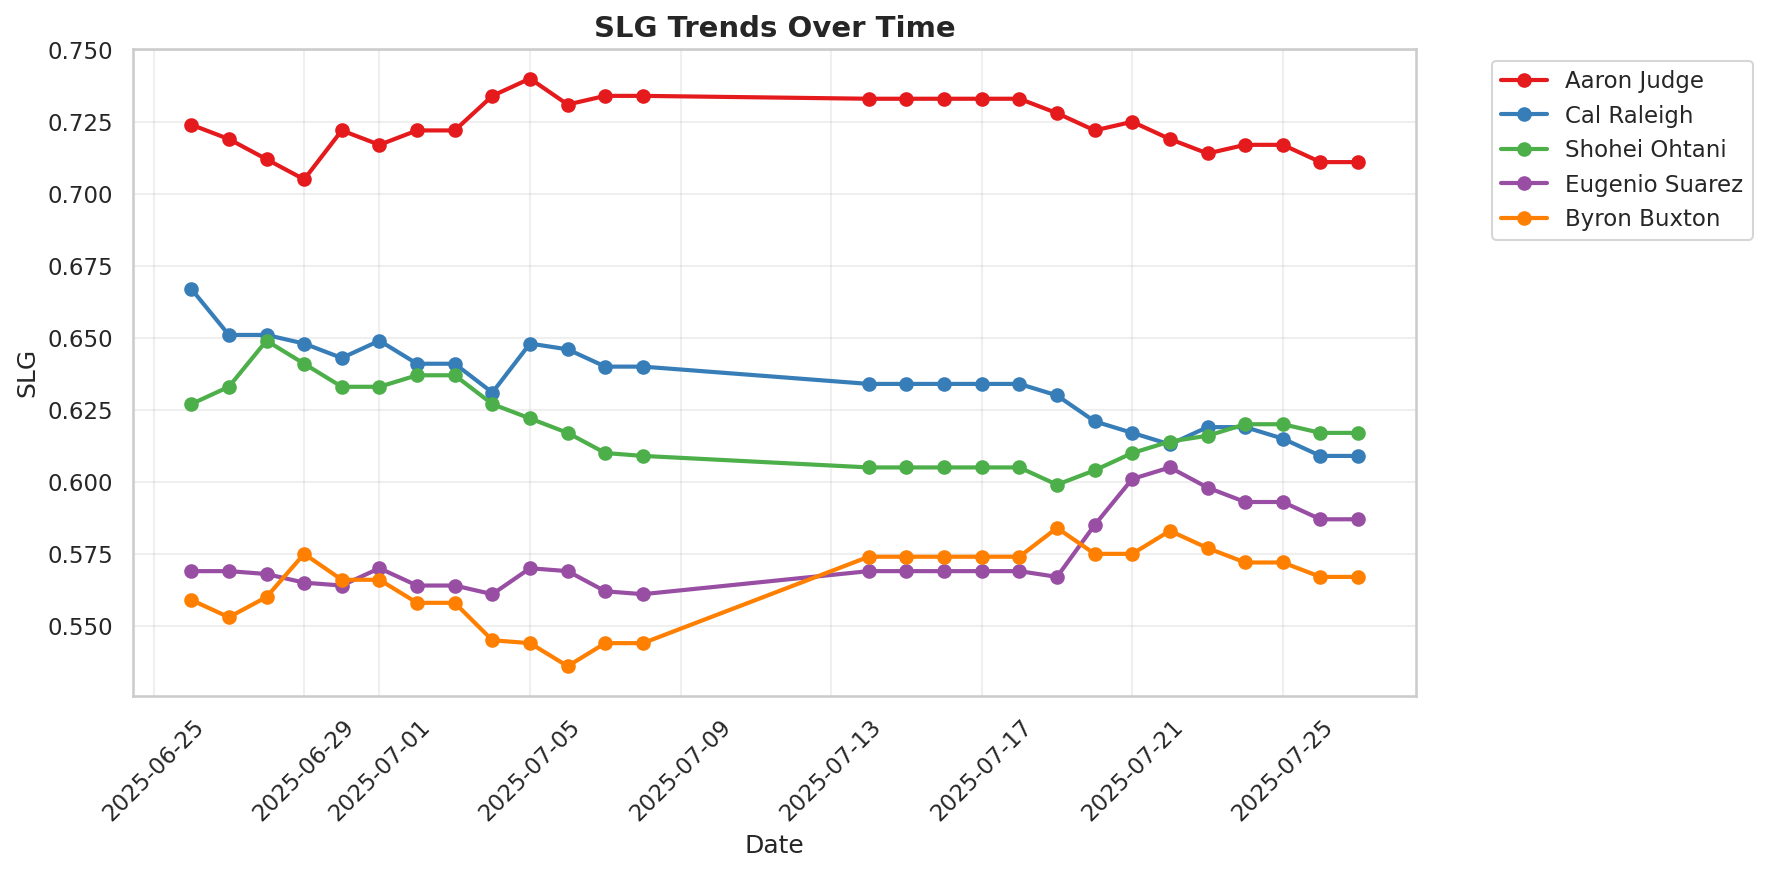 SLG Trends Over Time
0.750
0.725
0.700
0.675
0.650
0.625
0.600
0.575
0.550
SLG
2025-06-25
2025-06-29
2025-07-01
2025-07-05
2025-07-09
2025-07-13
2025-07-17
2025-07-21
2025-07-25
Date
Aaron Judge
Cal Raleigh
Shohei Ohtani
Eugenio Suarez
Byron Buxton